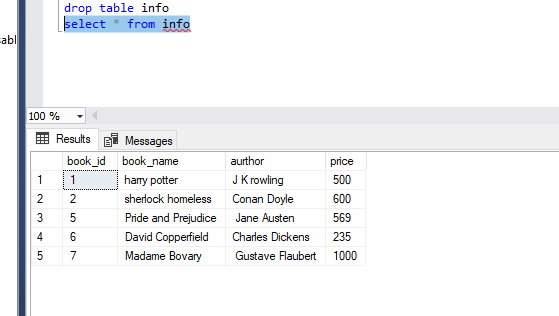 drop table info
sabl
select * from info
100 %
Results Messages
book_id book_name aurthor price
1 1 harry potter J K rowling 500
2 2 sherlock homeless Conan Doyle 600
3 5 Pride and Prejudice Jane Austen 569
4 6 David Copperfield Charles Dickens 235
5 7 Madame Bovary Gustave Flaubert 1000